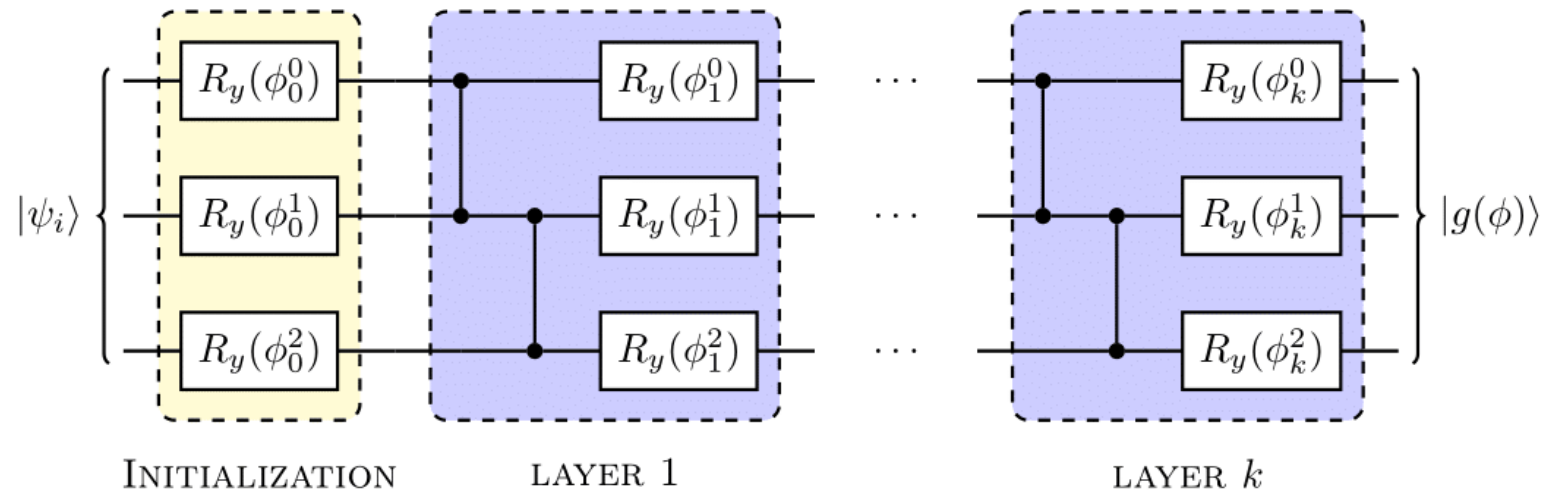 R_y(ϕ_0^0) R_y(ϕ_1^0) ··· R_y(ϕ_k^0)
|ψ_i⟩ R_y(ϕ_0^1) R_y(ϕ_1^1) ··· R_y(ϕ_k^1) |g(ϕ)⟩
R_y(ϕ_0^2) R_y(ϕ_1^2) ··· R_y(ϕ_k^2)
INITIALIZATION LAYER 1 LAYER k